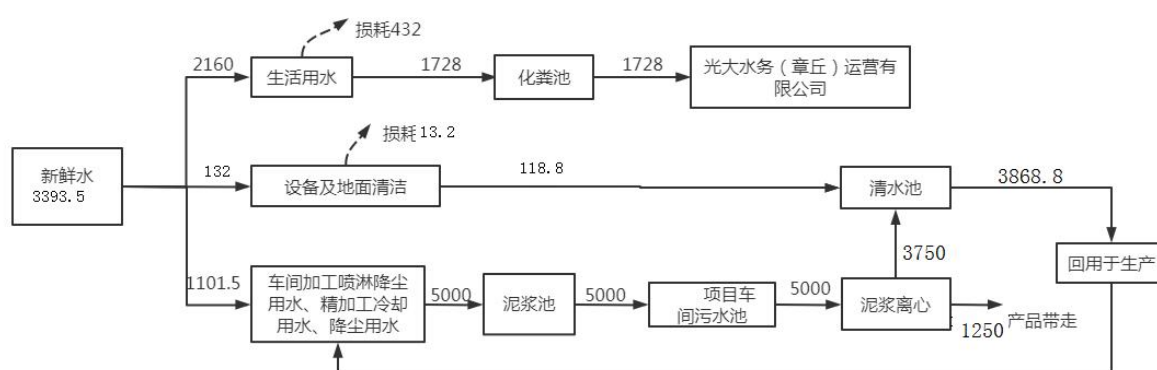 损耗432
2160
生活用水
1728
化粪池
1728
光大水务（章丘）运营有
限公司
损耗13.2
新鲜水
3393.5
132
设备及地面清洁
118.8
清水池
3868.8
3750
回用于生产
1101.5
车间加工喷淋降尘
用水、精加工冷却
用水、降尘用水
5000
泥浆池
5000
项目车
间污水池
5000
泥浆离心
1250
产品带走